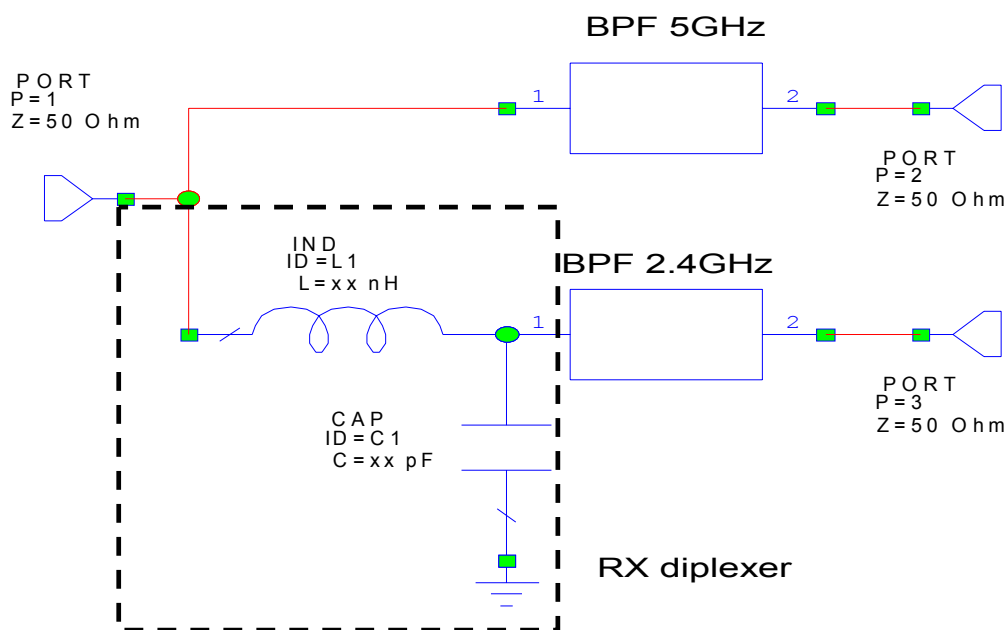 BPF 5GHz
PORT
P=1
Z=50 Ohm
1
2
PORT
P=2
Z=50 Ohm
IND
ID=L1
L=xx nH
BPF 2.4GHz
1
2
PORT
P=3
Z=50 Ohm
CAP
ID=C1
C=xx pF
RX diplexer